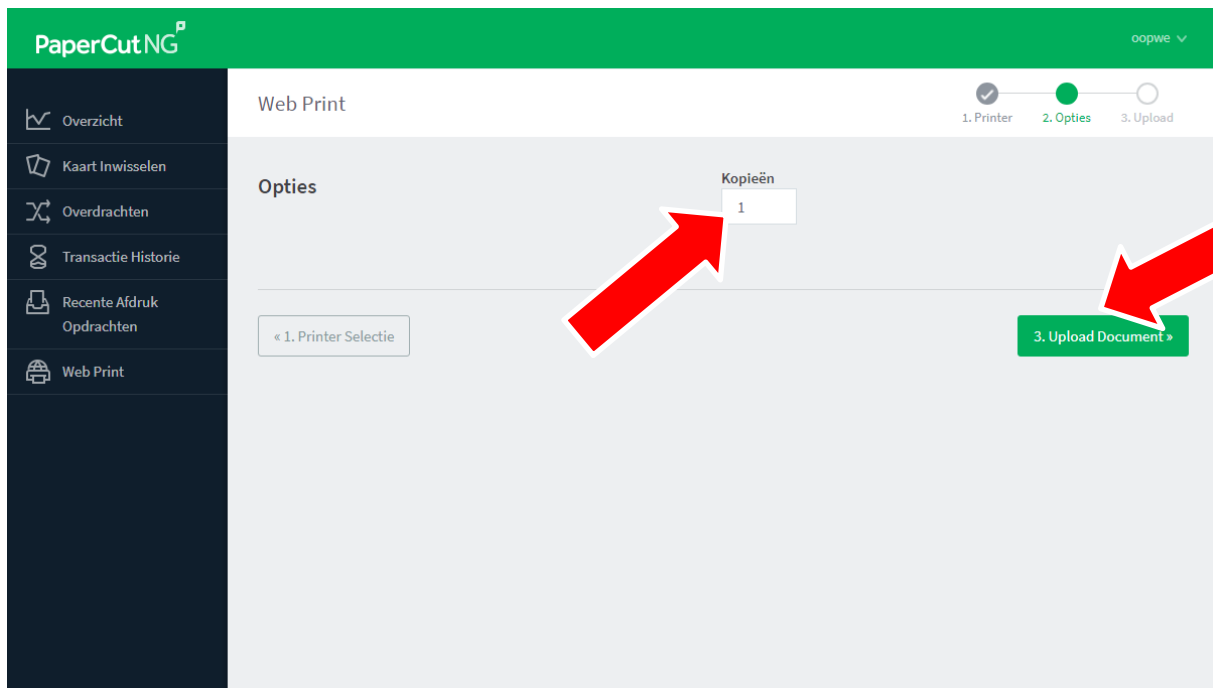 PaperCut NG
oopwe
Overzicht
Kaart Inwisselen
Overdrachten
Transactie Historie
Recente Afdruk
Opdrachten
Web Print
Web Print
1. Printer
2. Opties
3. Upload
Opties
Kopieën
1
« 1. Printer Selectie
3. Upload Document »